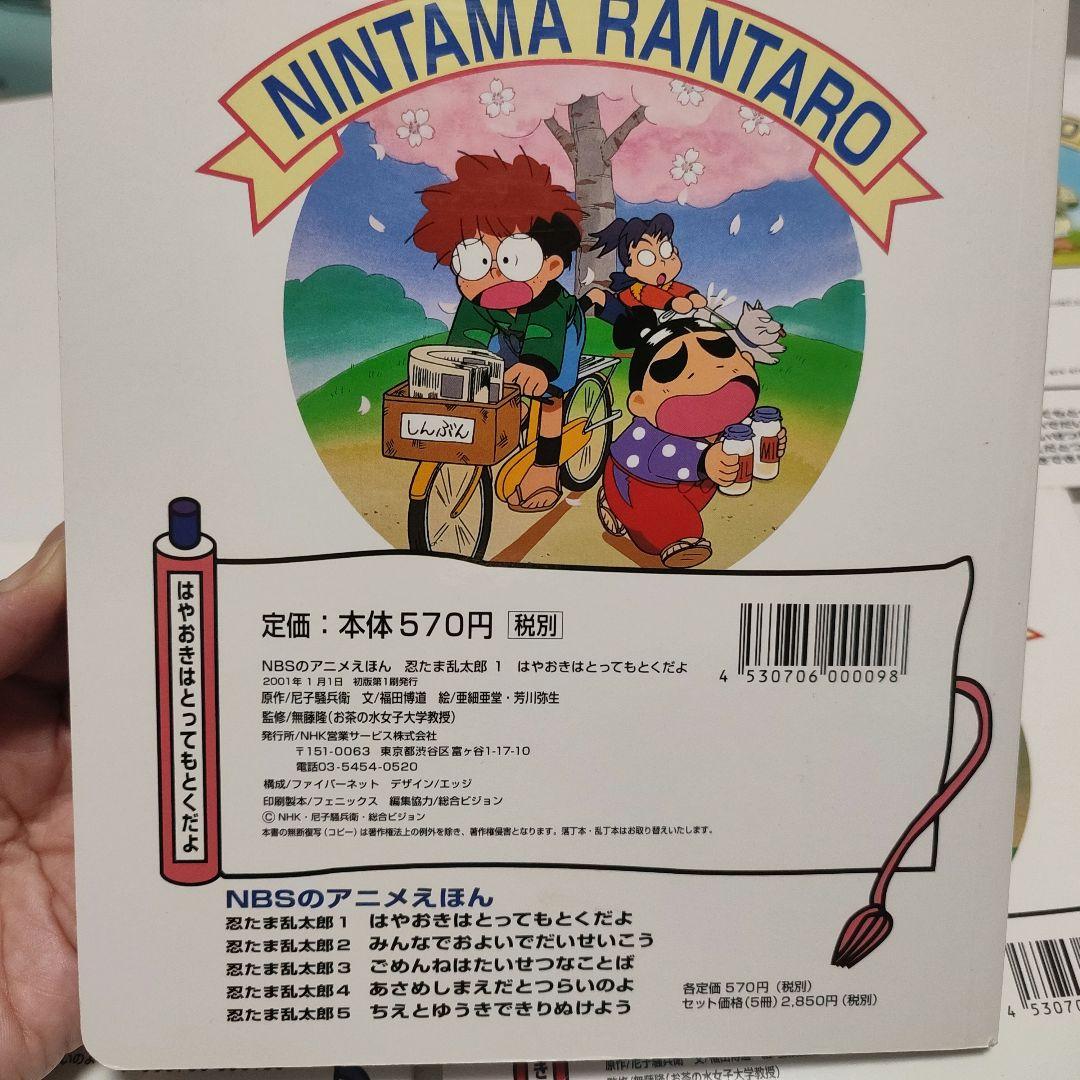 NINTAMA RANTARO
しんぶん
MI
はやおきはとってもとくだよ
定価：本体570円 税別
NBSのアニメえほん 忍たま乱太郎 1 はやおきはとってもとくだよ
2001年 1月1日 初版第1刷発行
原作/尼子騒兵衛 文/福田博道 絵/亜細亜堂・芳川弥生
監修/無藤隆(お茶の水女子大学教授)
発行所/NHK営業サービス株式会社
〒151-0063 東京都渋谷区富ヶ谷1-17-10
電話03-5454-0520
構成/ファイバーネット デザイン/エッジ
印刷製本/フェニックス 編集協力/総合ビジョン
Ⓒ NHK・尼子騒兵衛・総合ビジョン
本書の無断複写(コピー)は著作権法上の例外を除き、著作権侵害となります。落丁本・乱丁本はお取り替えいたします。
4 530706 000098
NBSのアニメえほん
忍たま乱太郎1 はやおきはとってもとくだよ
忍たま乱太郎2 みんなでおよいでだいせいこう
忍たま乱太郎3 ごめんねはたいせつなことば
忍たま乱太郎4 あさめしまえだとつらいのよ
忍たま乱太郎5 ちえとゆうきできりぬけよう
各定価 570円 (税別)
セット価格(5冊) 2,850円(税別)
4 5307
(お茶の水女子大学教授)